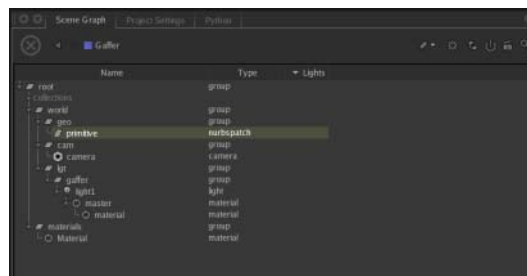 Scene Graph Project Settings Python
Gaffer
Name Type Lights
root group
collections
world group
geo group
primitive nurbspatch
cam group
camera camera
lgt group
gaffer group
light1 light
master material
material material
materials group
Material material